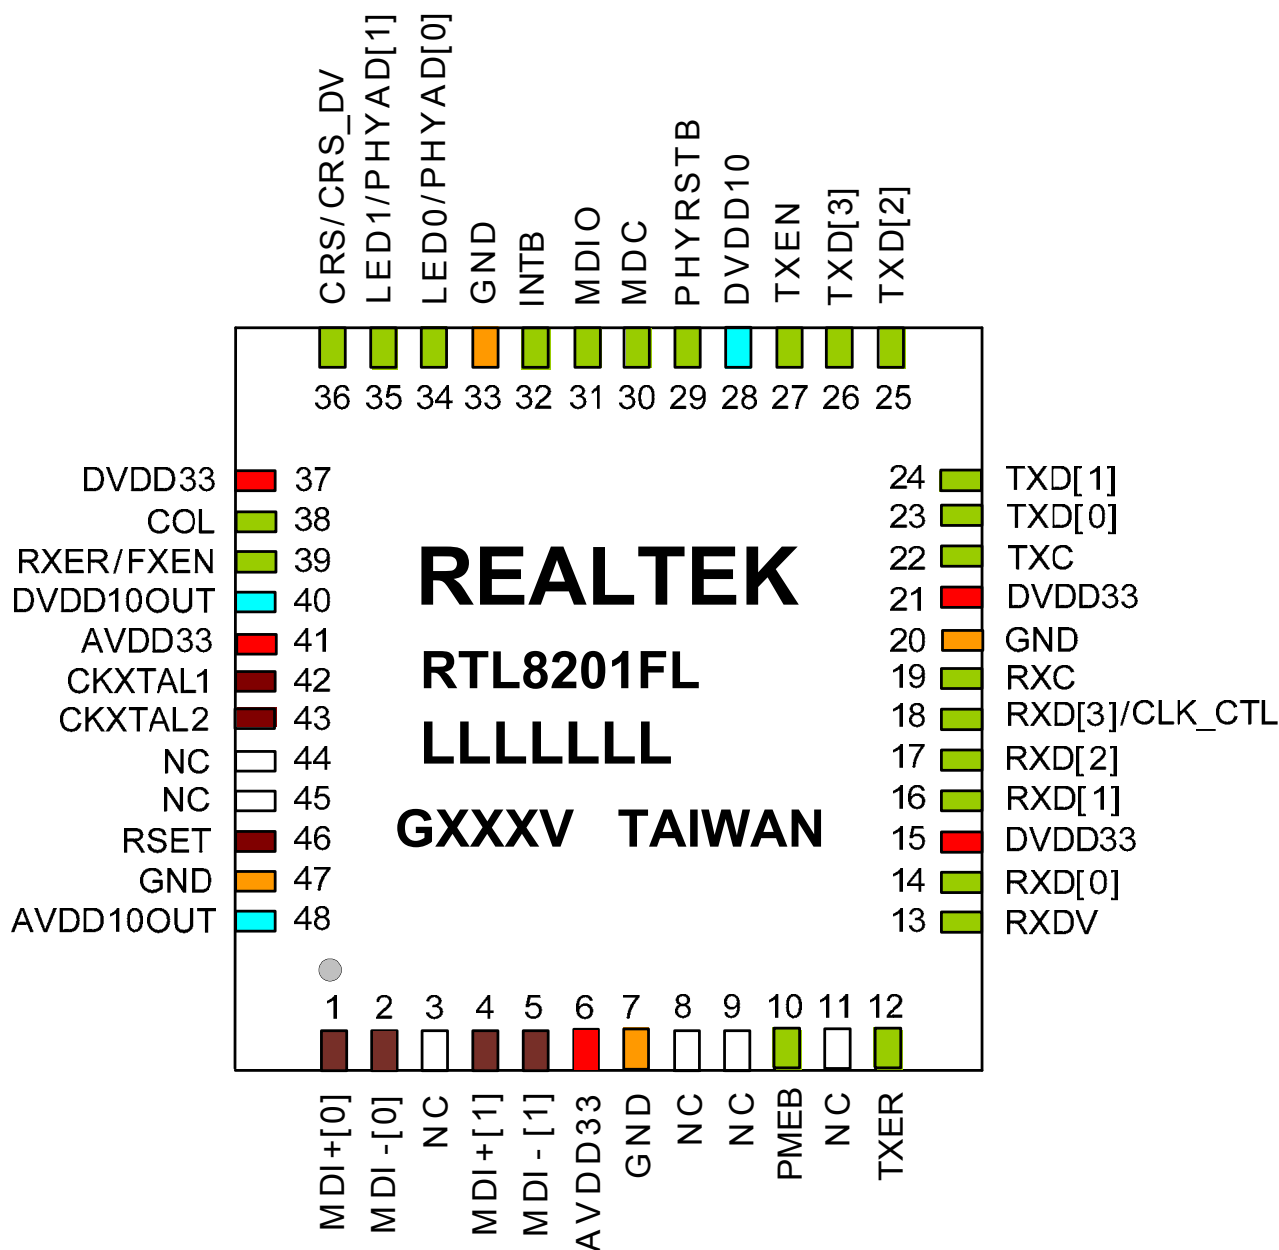 CRS/CRS_DV
LED1/PHYAD[1]
LED0/PHYAD[0]
GND
INTB
MDIO
MDC
PHYRSTB
DVDD10
TXEN
TXD[3]
TXD[2]
36 35 34 33 32 31 30 29 28 27 26 25
DVDD33 37
COL 38
RXER/FXEN 39
DVDD10OUT 40
AVDD33 41
CKXTAL1 42
CKXTAL2 43
NC 44
NC 45
RSET 46
GND 47
AVDD10OUT 48
REALTEK
RTL8201FL
LLLLLLL
GXXXV TAIWAN
24 TXD[1]
23 TXD[0]
22 TXC
21 DVDD33
20 GND
19 RXC
18 RXD[3]/CLK_CTL
17 RXD[2]
16 RXD[1]
15 DVDD33
14 RXD[0]
13 RXDV
1 2 3 4 5 6 7 8 9 10 11 12
MDI+[0]
MDI-[0]
NC
MDI+[1]
MDI-[1]
AVDD33
GND
NC
NC
PMEB
NC
TXER